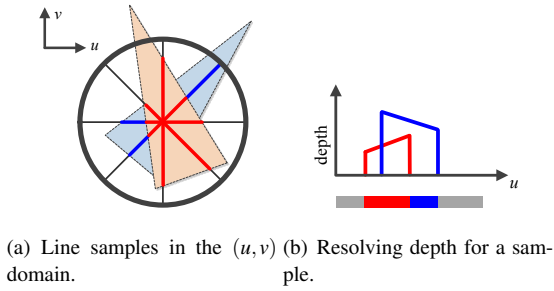 v
u
depth
u
(a) Line samples in the (u,v) domain.
(b) Resolving depth for a sam-
ple.